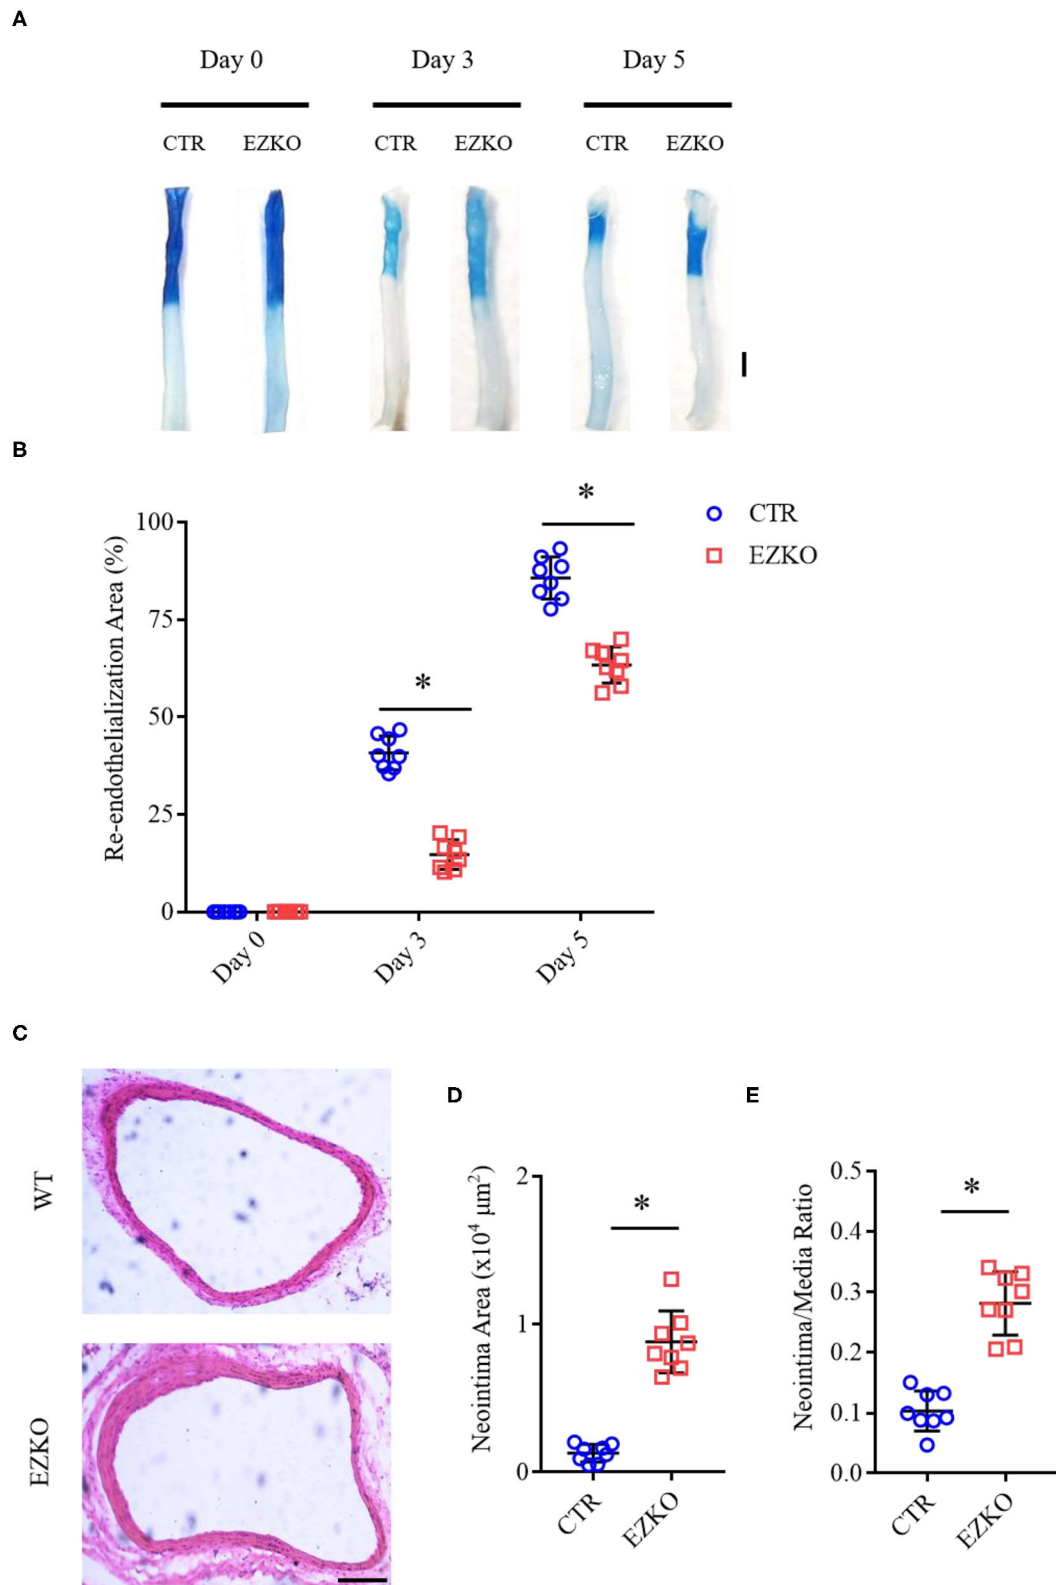 A
Day 0
Day 3
Day 5
CTR
EZKO
CTR
EZKO
CTR
EZKO
B
Re-endothelialization Area (%)
100
75
50
25
0
*
*
Day 0
Day 3
Day 5
CTR
EZKO
C
WT
EZKO
D
Neointima Area (x10⁴ μm²)
2
1
0
*
CTR
EZKO
E
Neointima/Media Ratio
0.5
0.4
0.3
0.2
0.1
0.0
*
CTR
EZKO